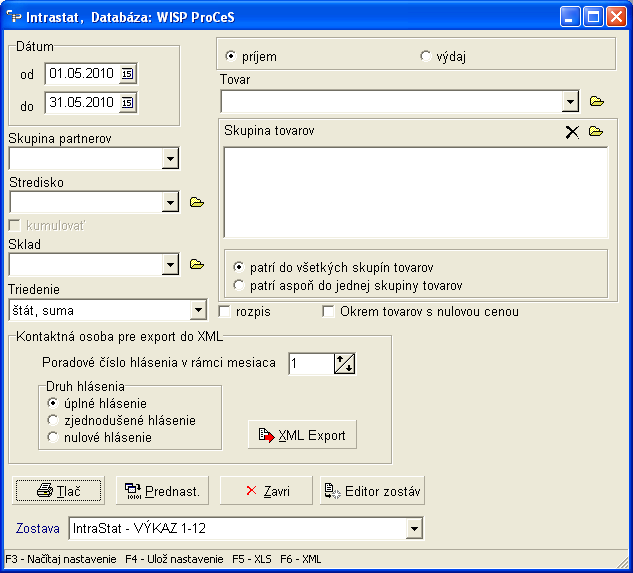 Intrastat, Databáza: WISP ProCeS
Dátum
od 01.05.2010 15
do 31.05.2010 15
príjem výdaj
Tovar
Skupina partnerov
Skupina tovarov
Stredisko
kumulovať
Sklad
patrí do všetkých skupín tovarov
patrí aspoň do jednej skupiny tovarov
Triedenie
štát, suma
rozpis Okrem tovarov s nulovou cenou
Kontaktná osoba pre export do XML
Poradové číslo hlásenia v rámci mesiaca 1
Druh hlásenia
úplné hlásenie
zjednodušené hlásenie
nulové hlásenie
XML Export
Tlač Prednast. Zavri Editor zostáv
Zostava IntraStat - VÝKAZ 1-12
F3 - Načítaj nastavenie F4 - Ulož nastavenie F5 - XLS F6 - XML